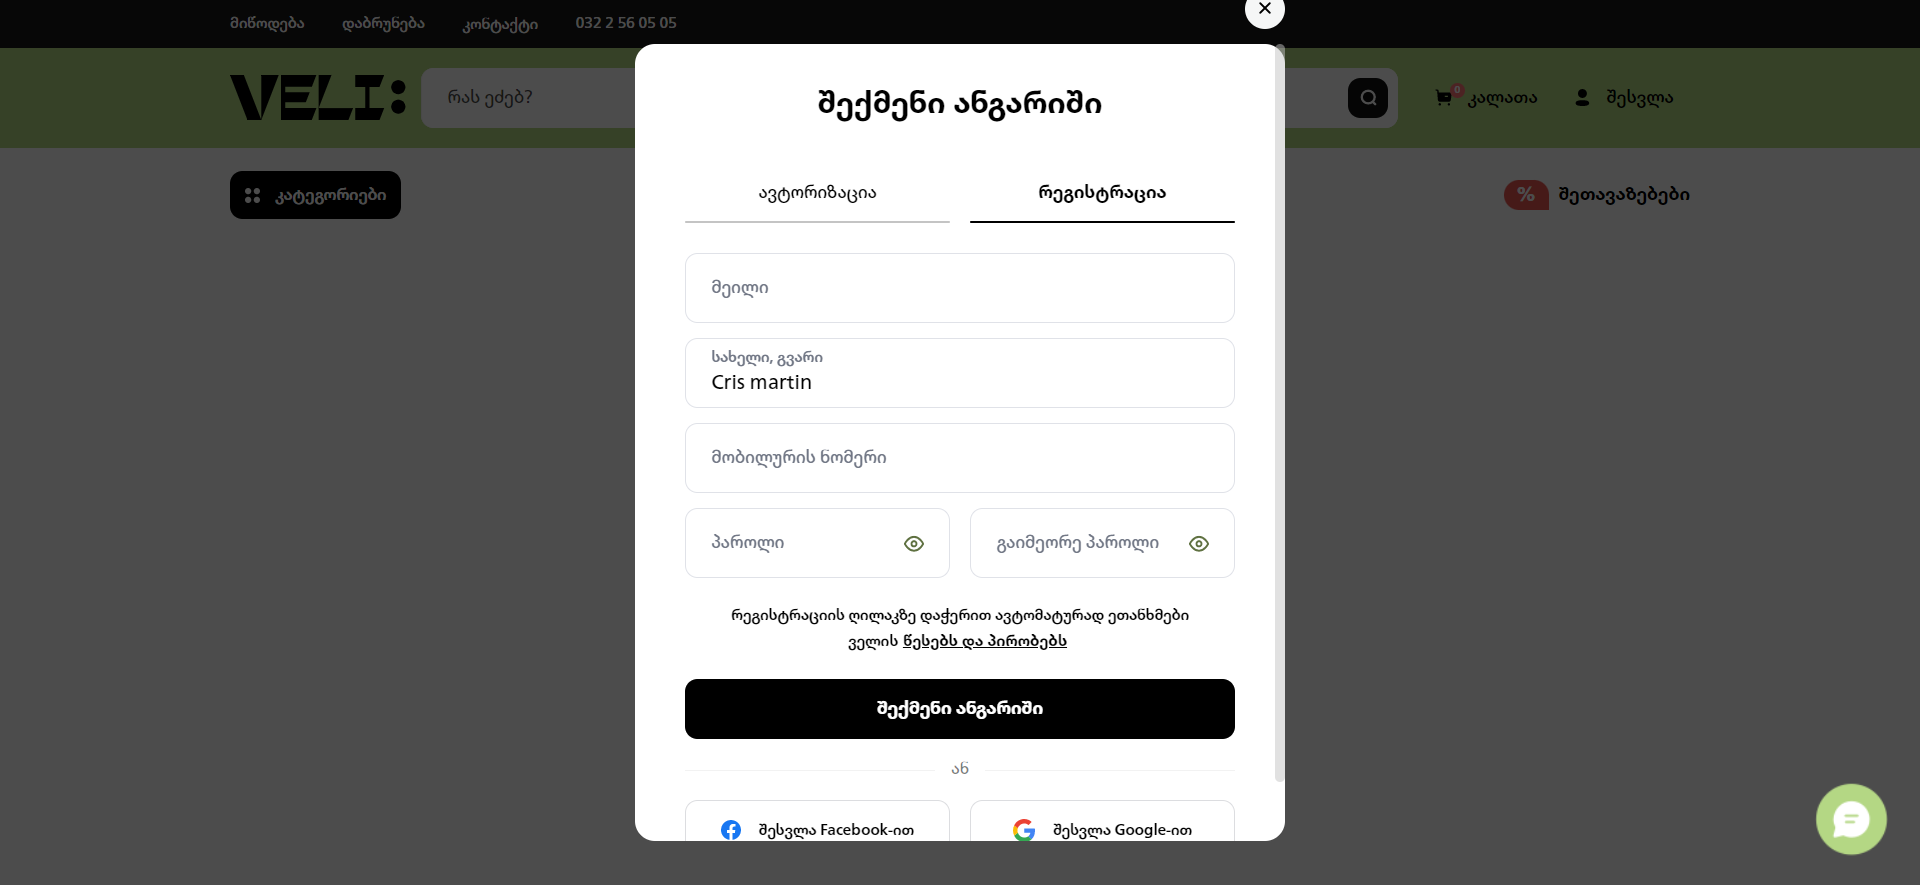 მიწოდება
დაბრუნება
კონტაქტი
032 2 56 05 05
VELI:
რას ეძებ?
0
კალათა
შესვლა
კატეგორიები
%
შეთავაზებები
შექმენი ანგარიში
ავტორიზაცია
რეგისტრაცია
მეილი
სახელი, გვარი
Cris martin
მობილურის ნომერი
პაროლი
გაიმეორე პაროლი
რეგისტრაციის ღილაკზე დაჭერით ავტომატურად ეთანხმები
ველის წესებს და პირობებს
შექმენი ანგარიში
ან
შესვლა Facebook-ით
შესვლა Google-ით